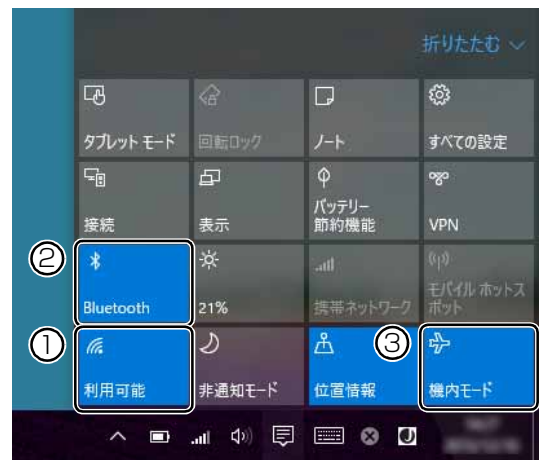 折りたたむ
タブレット モード
回転ロック
ノート
すべての設定
接続
表示
バッテリー
節約機能
VPN
②
Bluetooth
21%
携帯ネットワーク
モバイル ホットス
ポット
①
利用可能
非通知モード
位置情報
③
機内モード